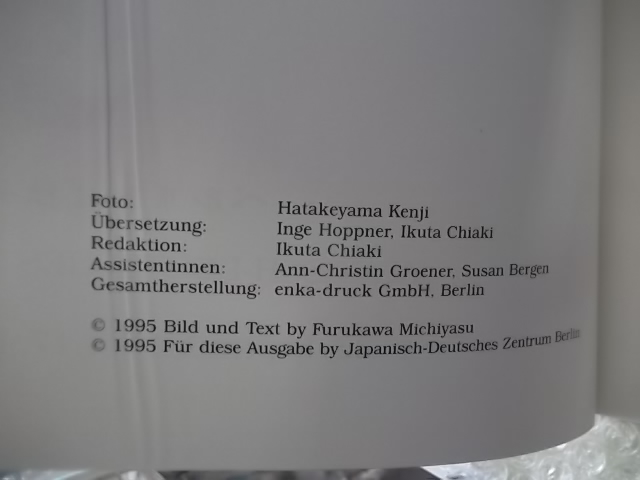 Foto: Hatakeyama Kenji
Übersetzung: Inge Hoppner, Ikuta Chiaki
Redaktion: Ikuta Chiaki
Assistentinnen: Ann-Christin Groener, Susan Bergen
Gesamtherstellung: enka-druck GmbH, Berlin
© 1995 Bild und Text by Furukawa Michiyasu
© 1995 Für diese Ausgabe by Japanisch-Deutsches Zentrum Berlin